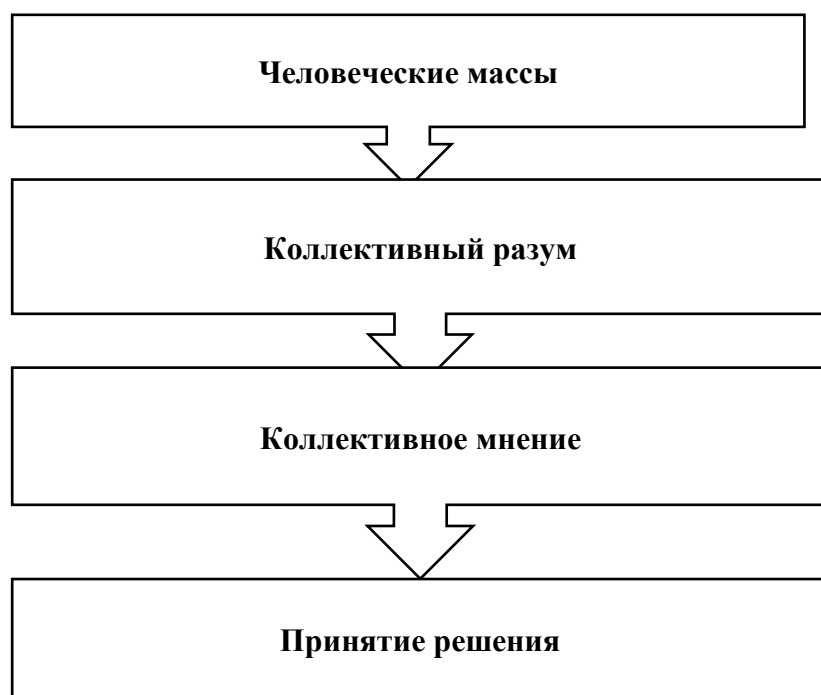 Человеческие массы
Коллективный разум
Коллективное мнение
Принятие решения